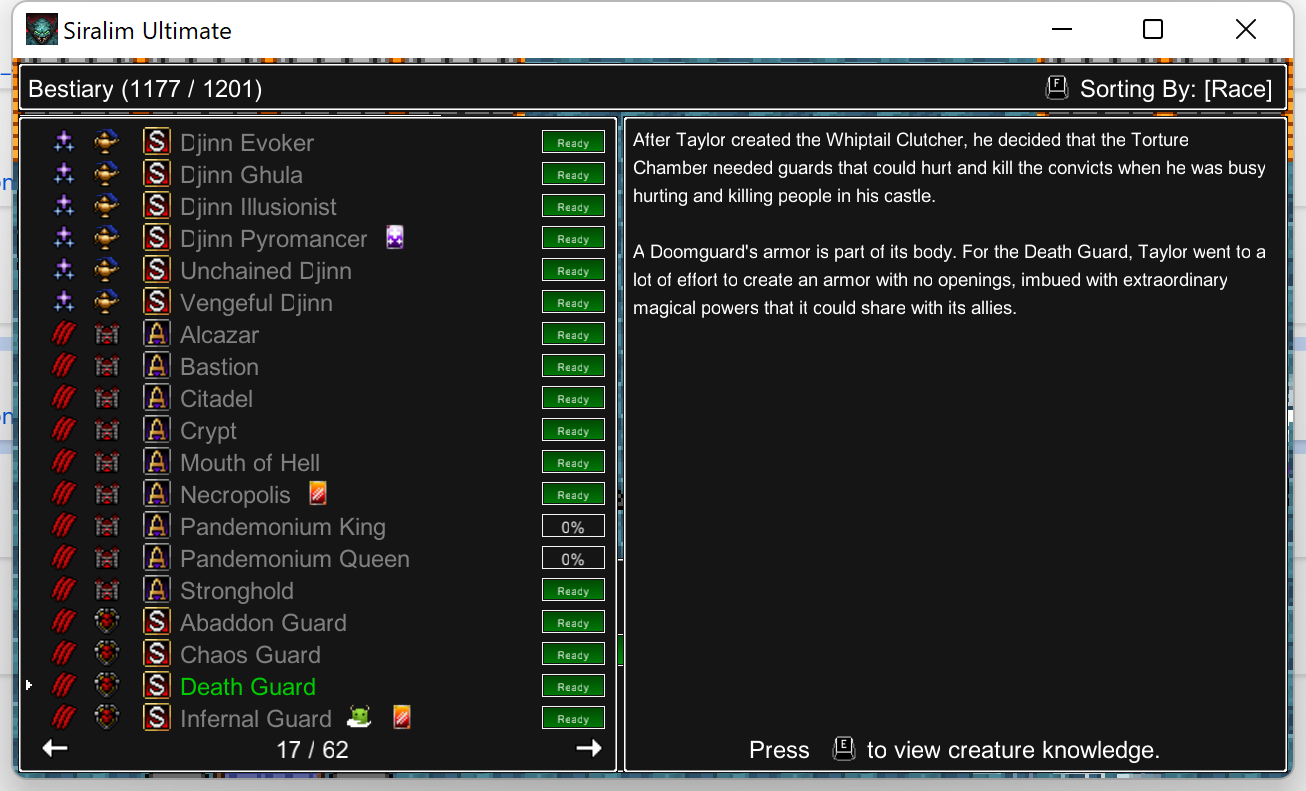 Siralim Ultimate
Bestiary (1177 / 1201)
F Sorting By: [Race]
S Djinn Evoker Ready
S Djinn Ghula Ready
S Djinn Illusionist Ready
S Djinn Pyromancer Ready
S Unchained Djinn Ready
S Vengeful Djinn Ready
A Alcazar Ready
A Bastion Ready
A Citadel Ready
A Crypt Ready
A Mouth of Hell Ready
A Necropolis Ready
A Pandemonium King 0%
A Pandemonium Queen 0%
A Stronghold Ready
S Abaddon Guard Ready
S Chaos Guard Ready
S Death Guard Ready
S Infernal Guard Ready
17 / 62
After Taylor created the Whiptail Clutcher, he decided that the Torture
Chamber needed guards that could hurt and kill the convicts when he was busy
hurting and killing people in his castle.
A Doomguard's armor is part of its body. For the Death Guard, Taylor went to a
lot of effort to create an armor with no openings, imbued with extraordinary
magical powers that it could share with its allies.
Press E to view creature knowledge.